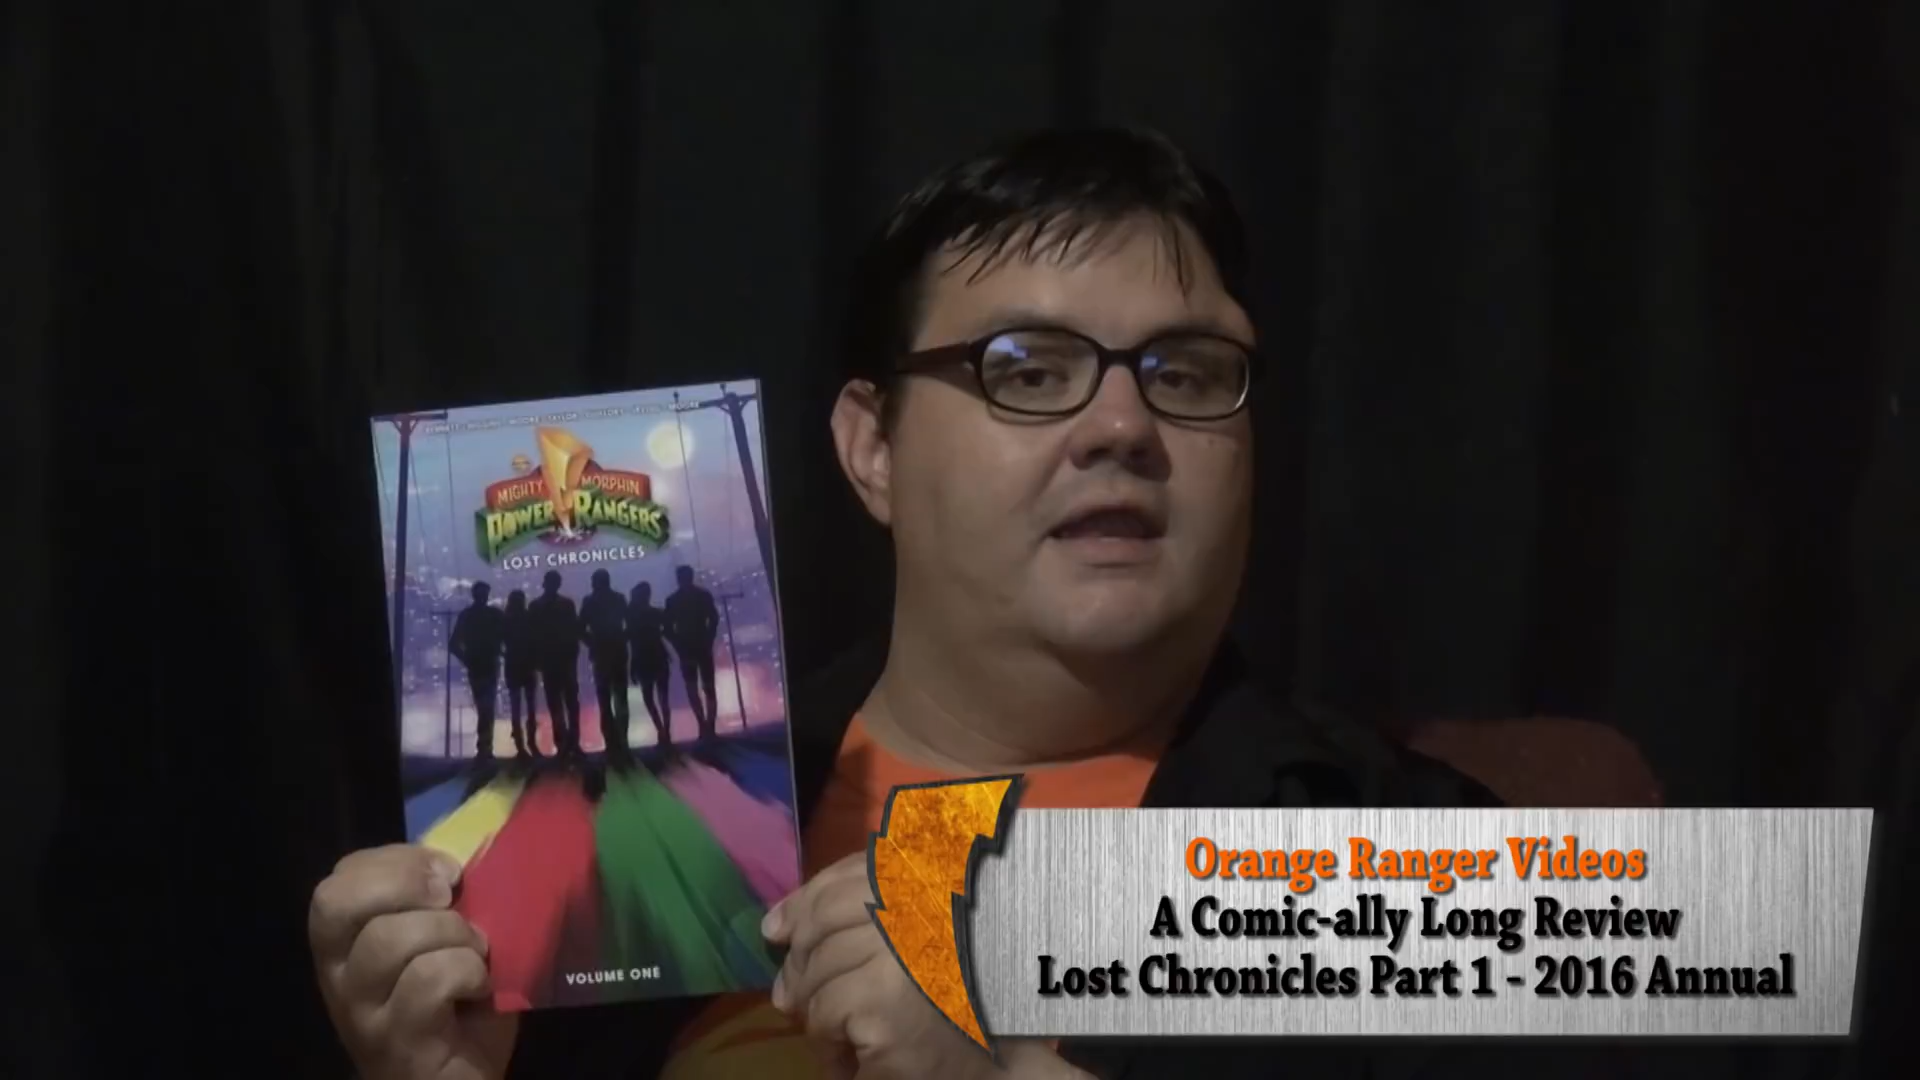 MIGHTY MORPHIN
POWER RANGERS
LOST CHRONICLES
VOLUME ONE
Orange Ranger Videos
A Comic-ally Long Review
Lost Chronicles Part 1 - 2016 Annual